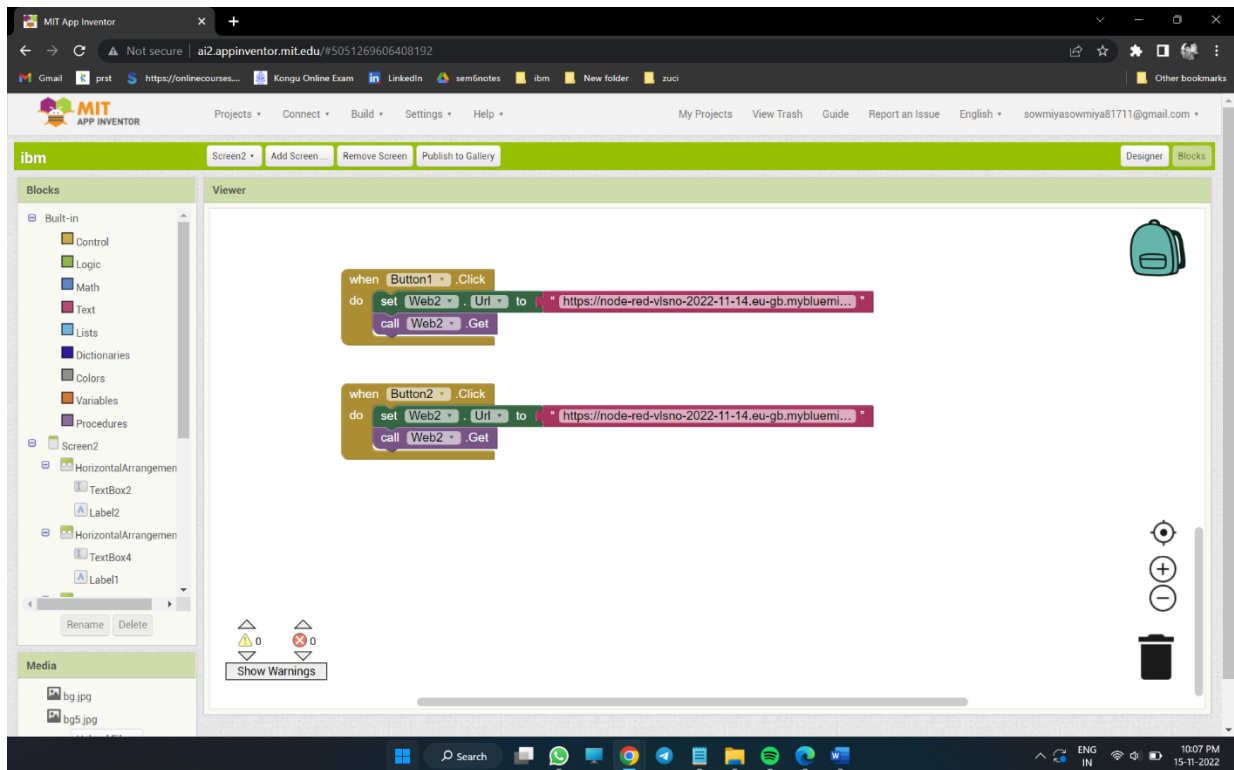 MIT App Inventor
Not secure ai2.appinventor.mit.edu/#5051269606408192
Gmail prst https://onlinecourses.... Kongu Online Exam LinkedIn sem6notes ibm New folder zuci Other bookmarks
MIT
APP INVENTOR
Projects Connect Build Settings Help My Projects View Trash Guide Report an Issue English sowmiyasowmiya81711@gmail.com
ibm Screen2 Add Screen ... Remove Screen Publish to Gallery Designer Blocks
Blocks
Built-in
Control
Logic
Math
Text
Lists
Dictionaries
Colors
Variables
Procedures
Screen2
HorizontalArrangemen
TextBox2
Label2
HorizontalArrangemen
TextBox4
Label1
Rename Delete
Media
bg.jpg
bg5.jpg
Viewer
when Button1 .Click
do set Web2 . Url to " https://node-red-vlsno-2022-11-14.eu-gb.mybluemi... "
call Web2 .Get
when Button2 .Click
do set Web2 . Url to " https://node-red-vlsno-2022-11-14.eu-gb.mybluemi... "
call Web2 .Get
0 0
Show Warnings
Search
ENG
IN
10:07 PM
15-11-2022